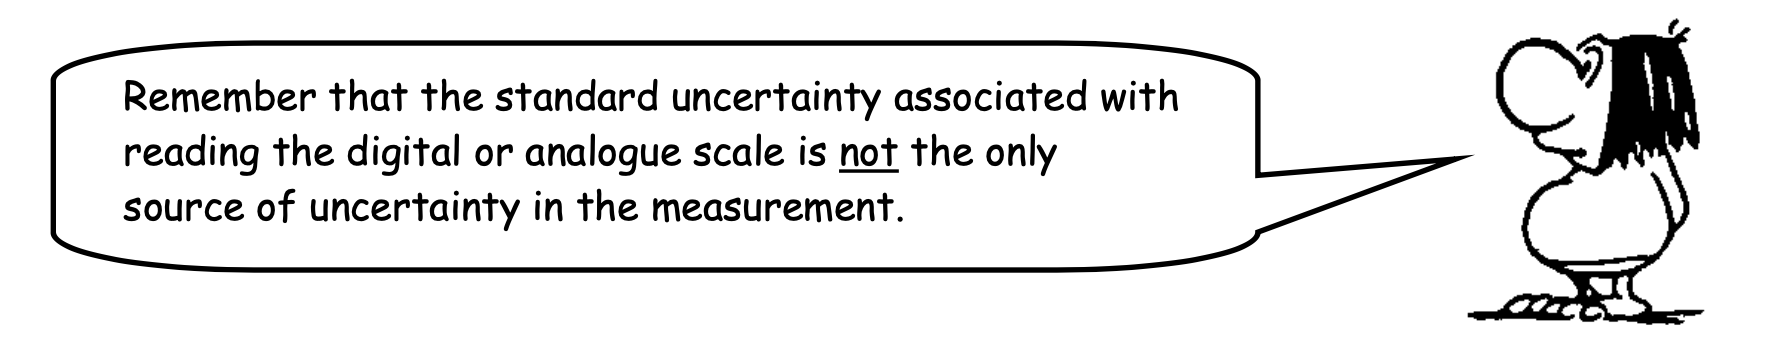 Remember that the standard uncertainty associated with
reading the digital or analogue scale is not the only
source of uncertainty in the measurement.